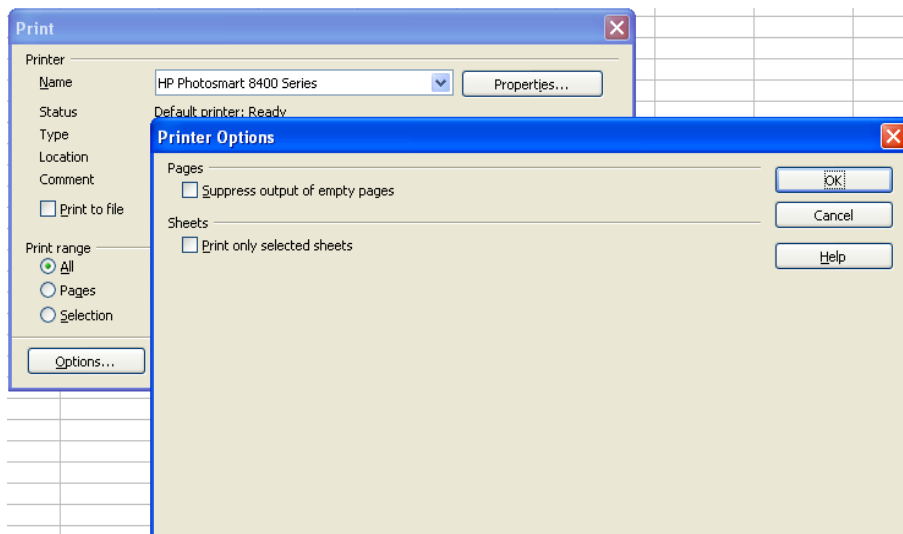 Print
Printer
Name HP Photosmart 8400 Series Properties...
Status Default printer; Ready
Type
Location
Comment
Print to file
Print range
All
Pages
Selection
Options...
Printer Options
Pages
Suppress output of empty pages
Sheets
Print only selected sheets
OK
Cancel
Help